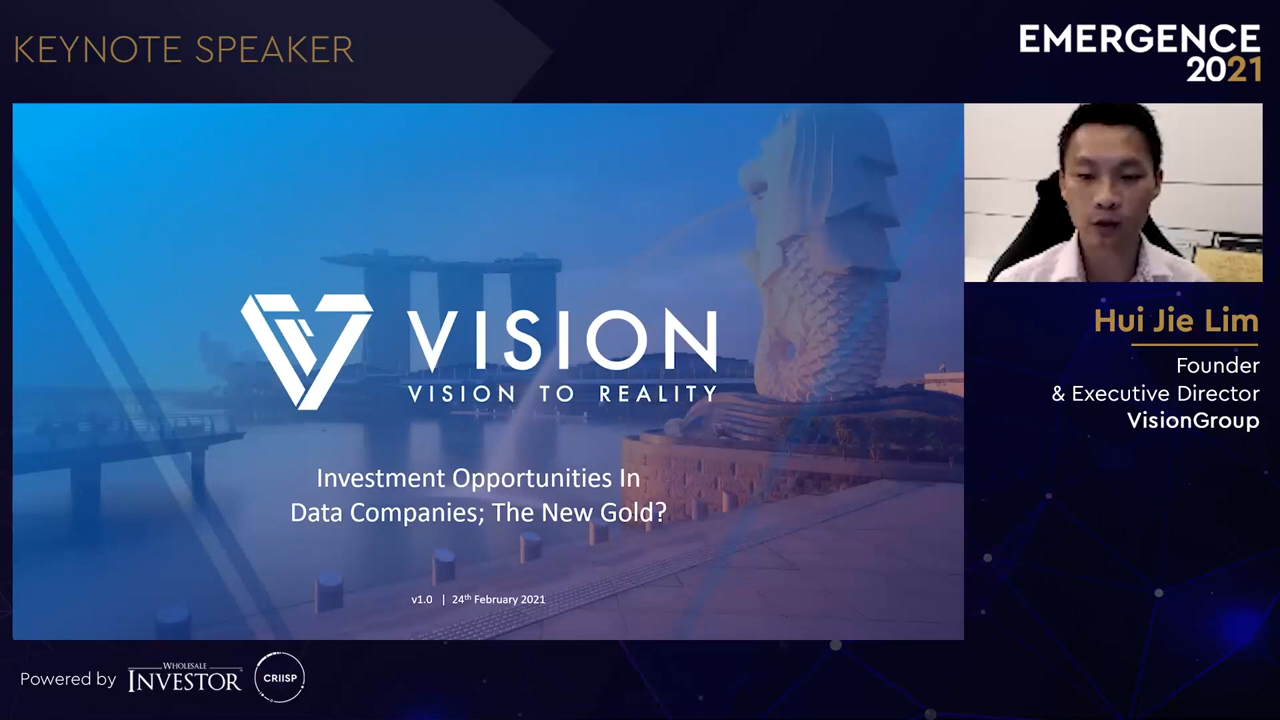 KEYNOTE SPEAKER
EMERGENCE
2021
VISION
VISION TO REALITY
Investment Opportunities In
Data Companies; The New Gold?
v1.0 | 24th February 2021
Hui Jie Lim
Founder
& Executive Director
VisionGroup
Powered by
WHOLESALE
INVESTOR
CRIISP